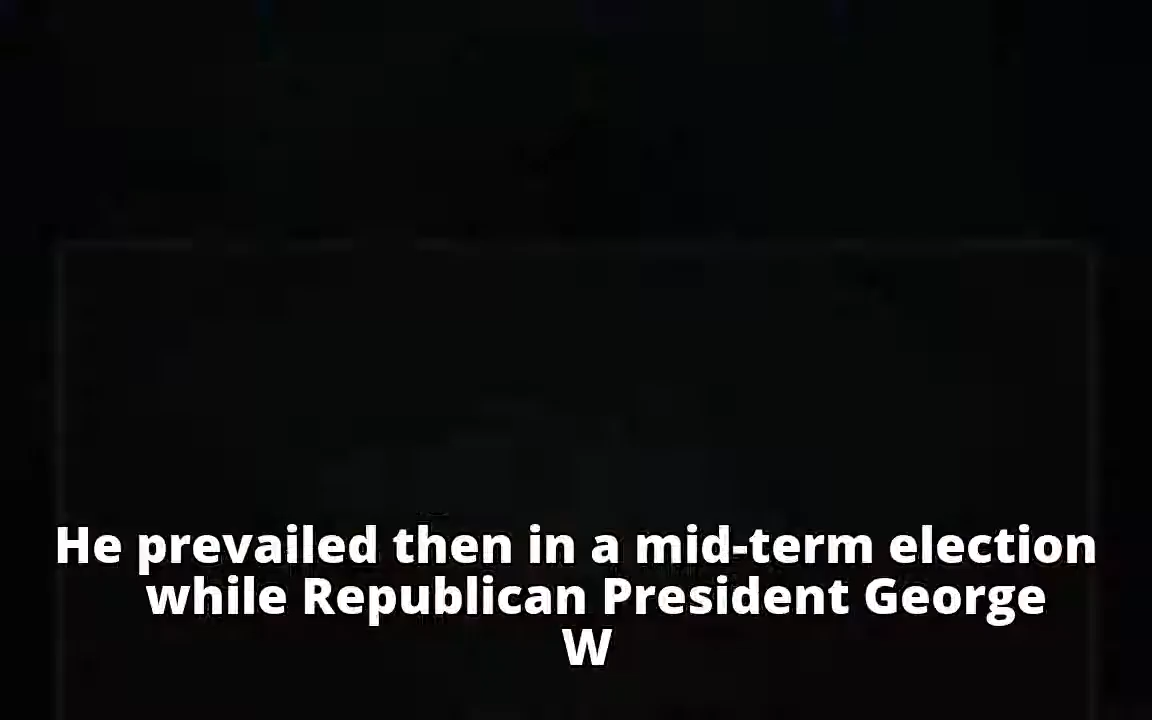 He prevailed then in a mid-term election
while Republican President George
W